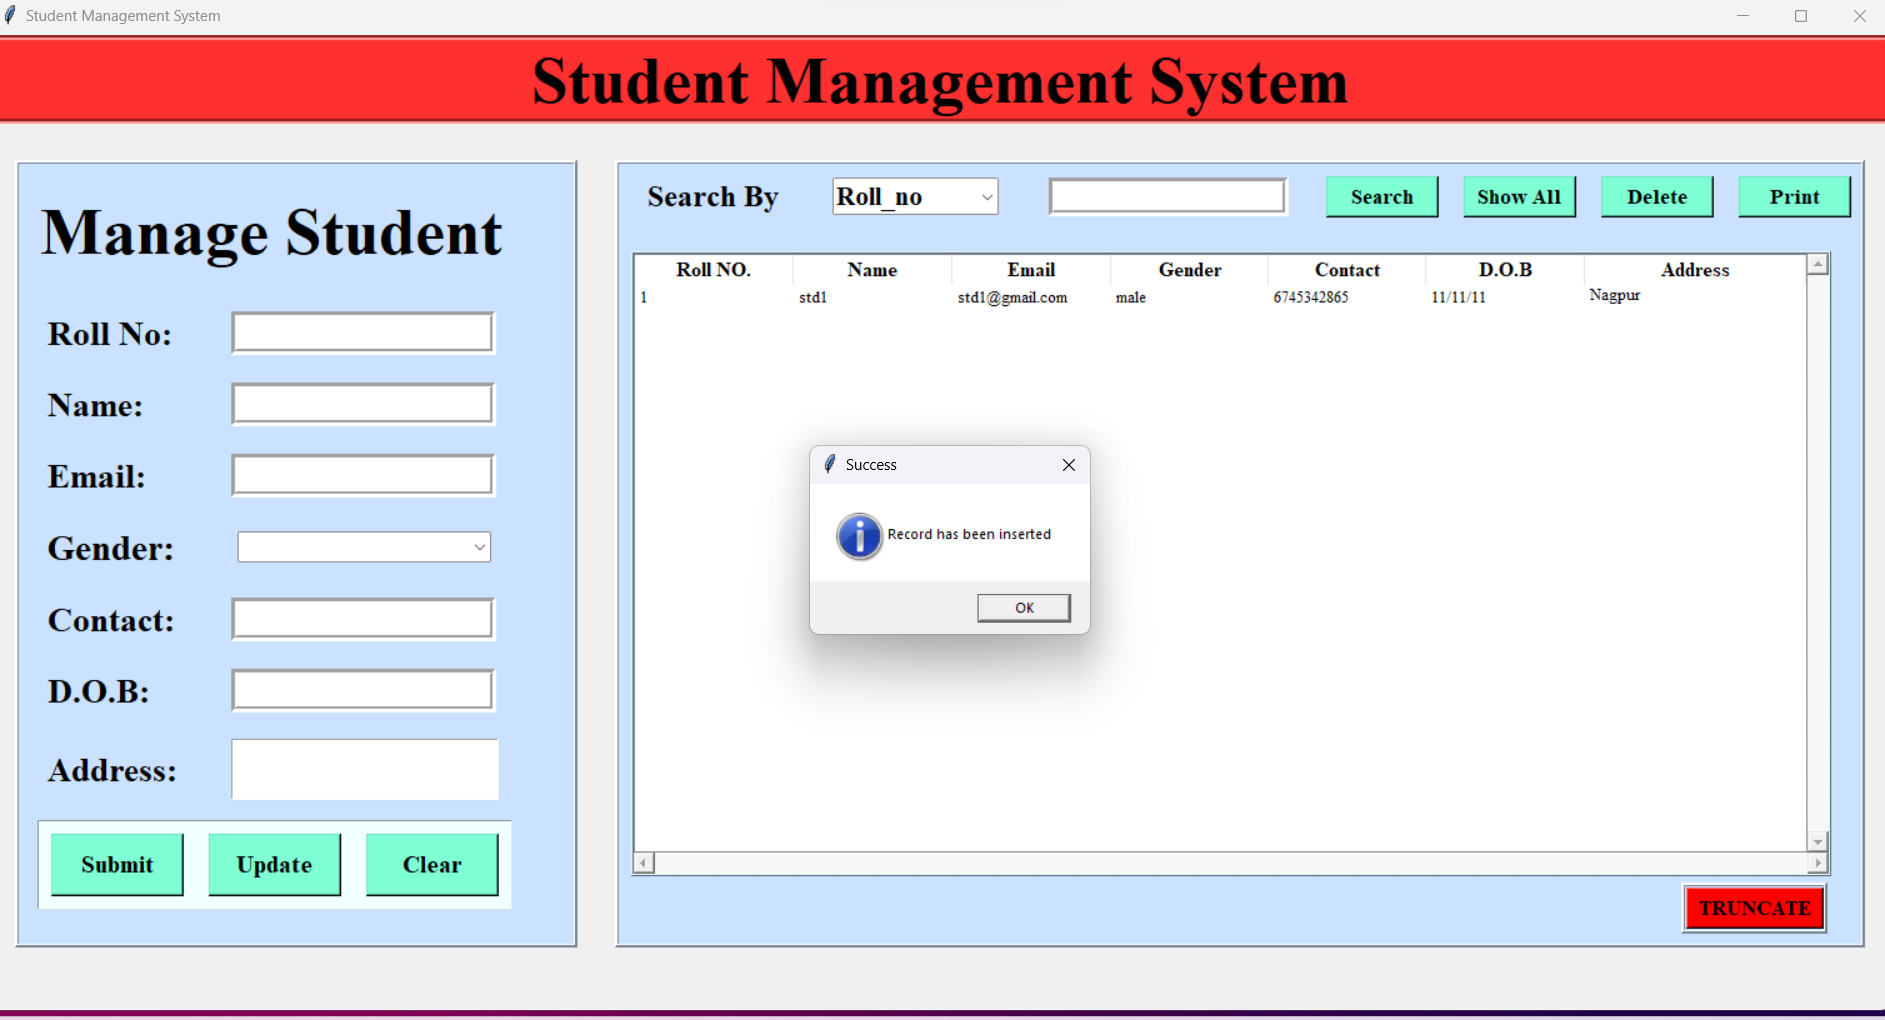 Student Management System
Student Management System
Manage Student
Roll No:
Name:
Email:
Gender:
Contact:
D.O.B:
Address:
Submit Update Clear
Search By Roll_no Search Show All Delete Print
Roll NO. Name Email Gender Contact D.O.B Address
1 std1 std1@gmail.com male 6745342865 11/11/11 Nagpur
Success
Record has been inserted
OK
TRUNCATE